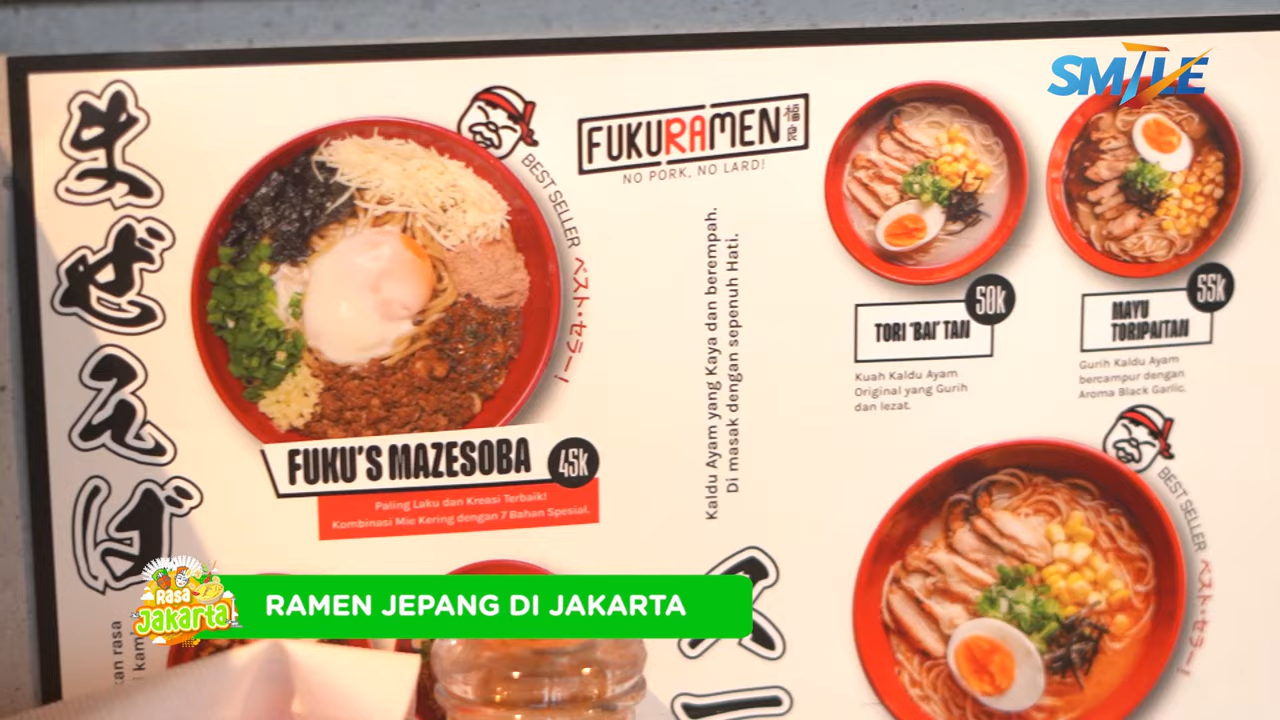 SMILE
まぜそば
BEST SELLER ベスト・セラー!
FUKURAMEN 福良
NO PORK, NO LARD!
FUKU'S MAZESOBA 45k
Paling Laku dan Kreasi Terbaik!
Kombinasi Mie Kering dengan 7 Bahan Spesial.
Kaldu Ayam yang Kaya dan berempah.
Di masak dengan sepenuh Hati.
TORI 'BAI' TAN 50k
Kuah Kaldu Ayam
Original yang Gurih
dan lezat.
MAYU
TORIPAITAN 55k
Gurih Kaldu Ayam
bercampur dengan
Aroma Black Garlic.
BEST SELLER ベスト・セラー!
Rasa
Jakarta
RAMEN JEPANG DI JAKARTA
rasa